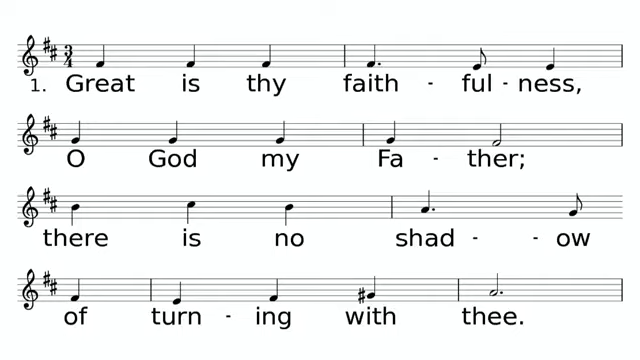 1. Great is thy faith - ful - ness,
O God my Fa - ther;
there is no shad - - ow
of turn - ing with thee.